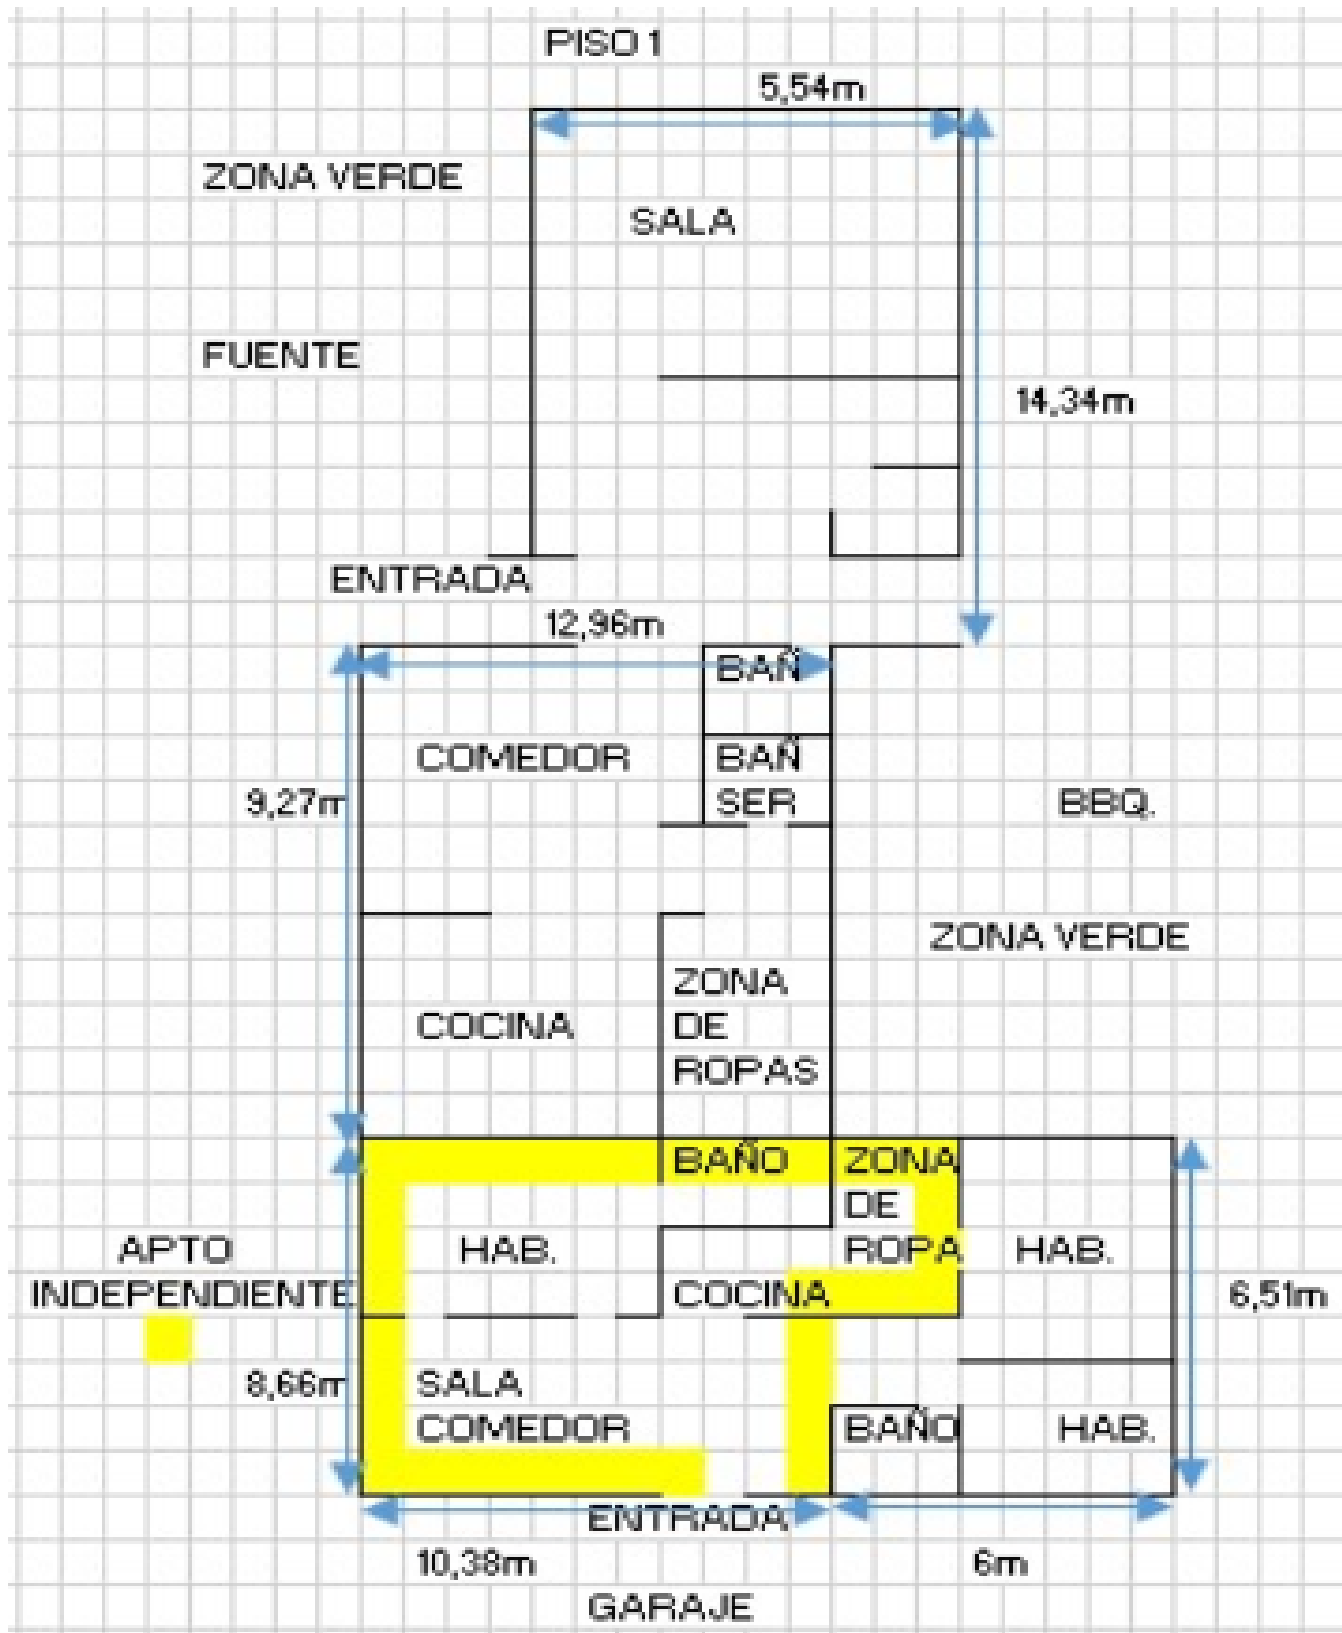 PISO 1
5,54m
ZONA VERDE
SALA
FUENTE
14,34m
ENTRADA
12,96m
BAÑ
COMEDOR
BAÑ
SER
9,27m
BBQ.
ZONA VERDE
ZONA
DE
ROPAS
COCINA
BAÑO
ZONA
DE
ROPA
HAB.
HAB.
APTO
INDEPENDIENTE
COCINA
6,51m
8,66m
SALA
COMEDOR
BAÑO
HAB.
ENTRADA
10,38m
6m
GARAJE